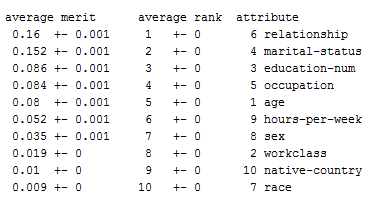 average merit average rank attribute
0.16 +- 0.001 1 +- 0 6 relationship
0.152 +- 0.001 2 +- 0 4 marital-status
0.086 +- 0.001 3 +- 0 3 education-num
0.084 +- 0.001 4 +- 0 5 occupation
0.08 +- 0.001 5 +- 0 1 age
0.052 +- 0.001 6 +- 0 9 hours-per-week
0.035 +- 0.001 7 +- 0 8 sex
0.019 +- 0 8 +- 0 2 workclass
0.01 +- 0 9 +- 0 10 native-country
0.009 +- 0 10 +- 0 7 race